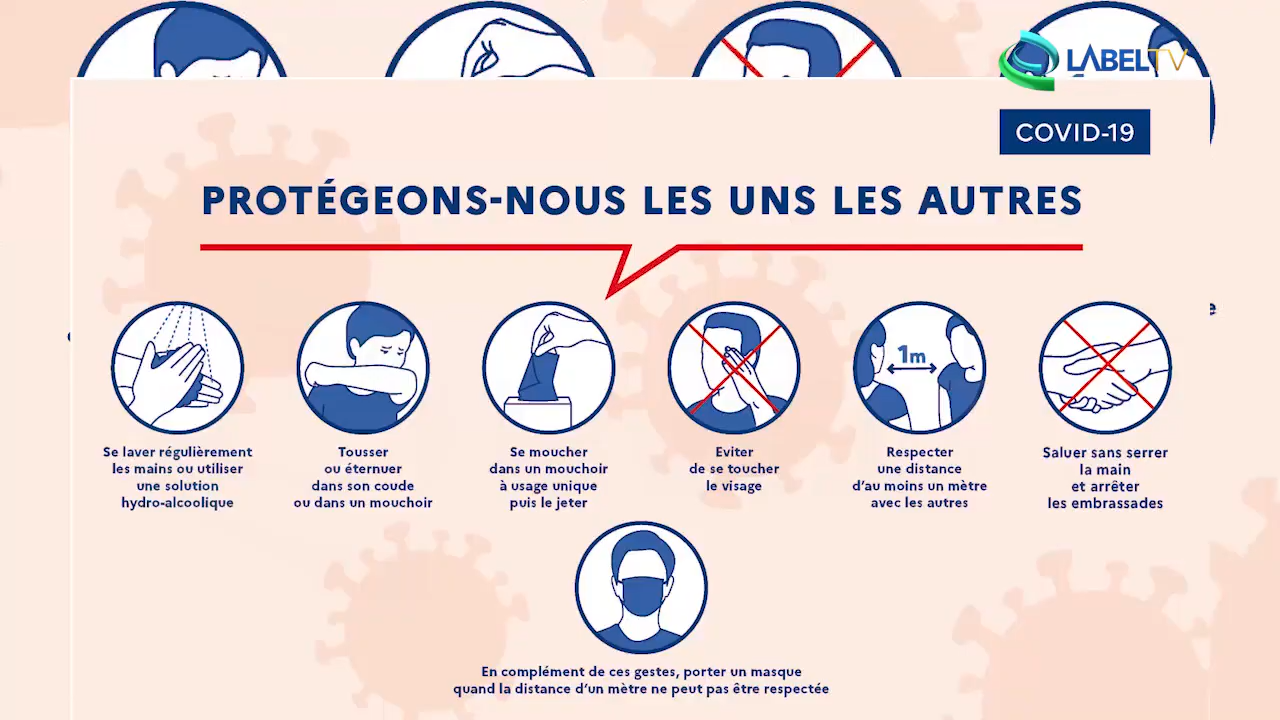 LABEL TV
COVID-19
PROTÉGEONS-NOUS LES UNS LES AUTRES
1m
Se laver régulièrement
les mains ou utiliser
une solution
hydro-alcoolique
Tousser
ou éternuer
dans son coude
ou dans un mouchoir
Se moucher
dans un mouchoir
à usage unique
puis le jeter
Eviter
de se toucher
le visage
Respecter
une distance
d’au moins un mètre
avec les autres
Saluer sans serrer
la main
et arrêter
les embrassades
En complément de ces gestes, porter un masque
quand la distance d’un mètre ne peut pas être respectée